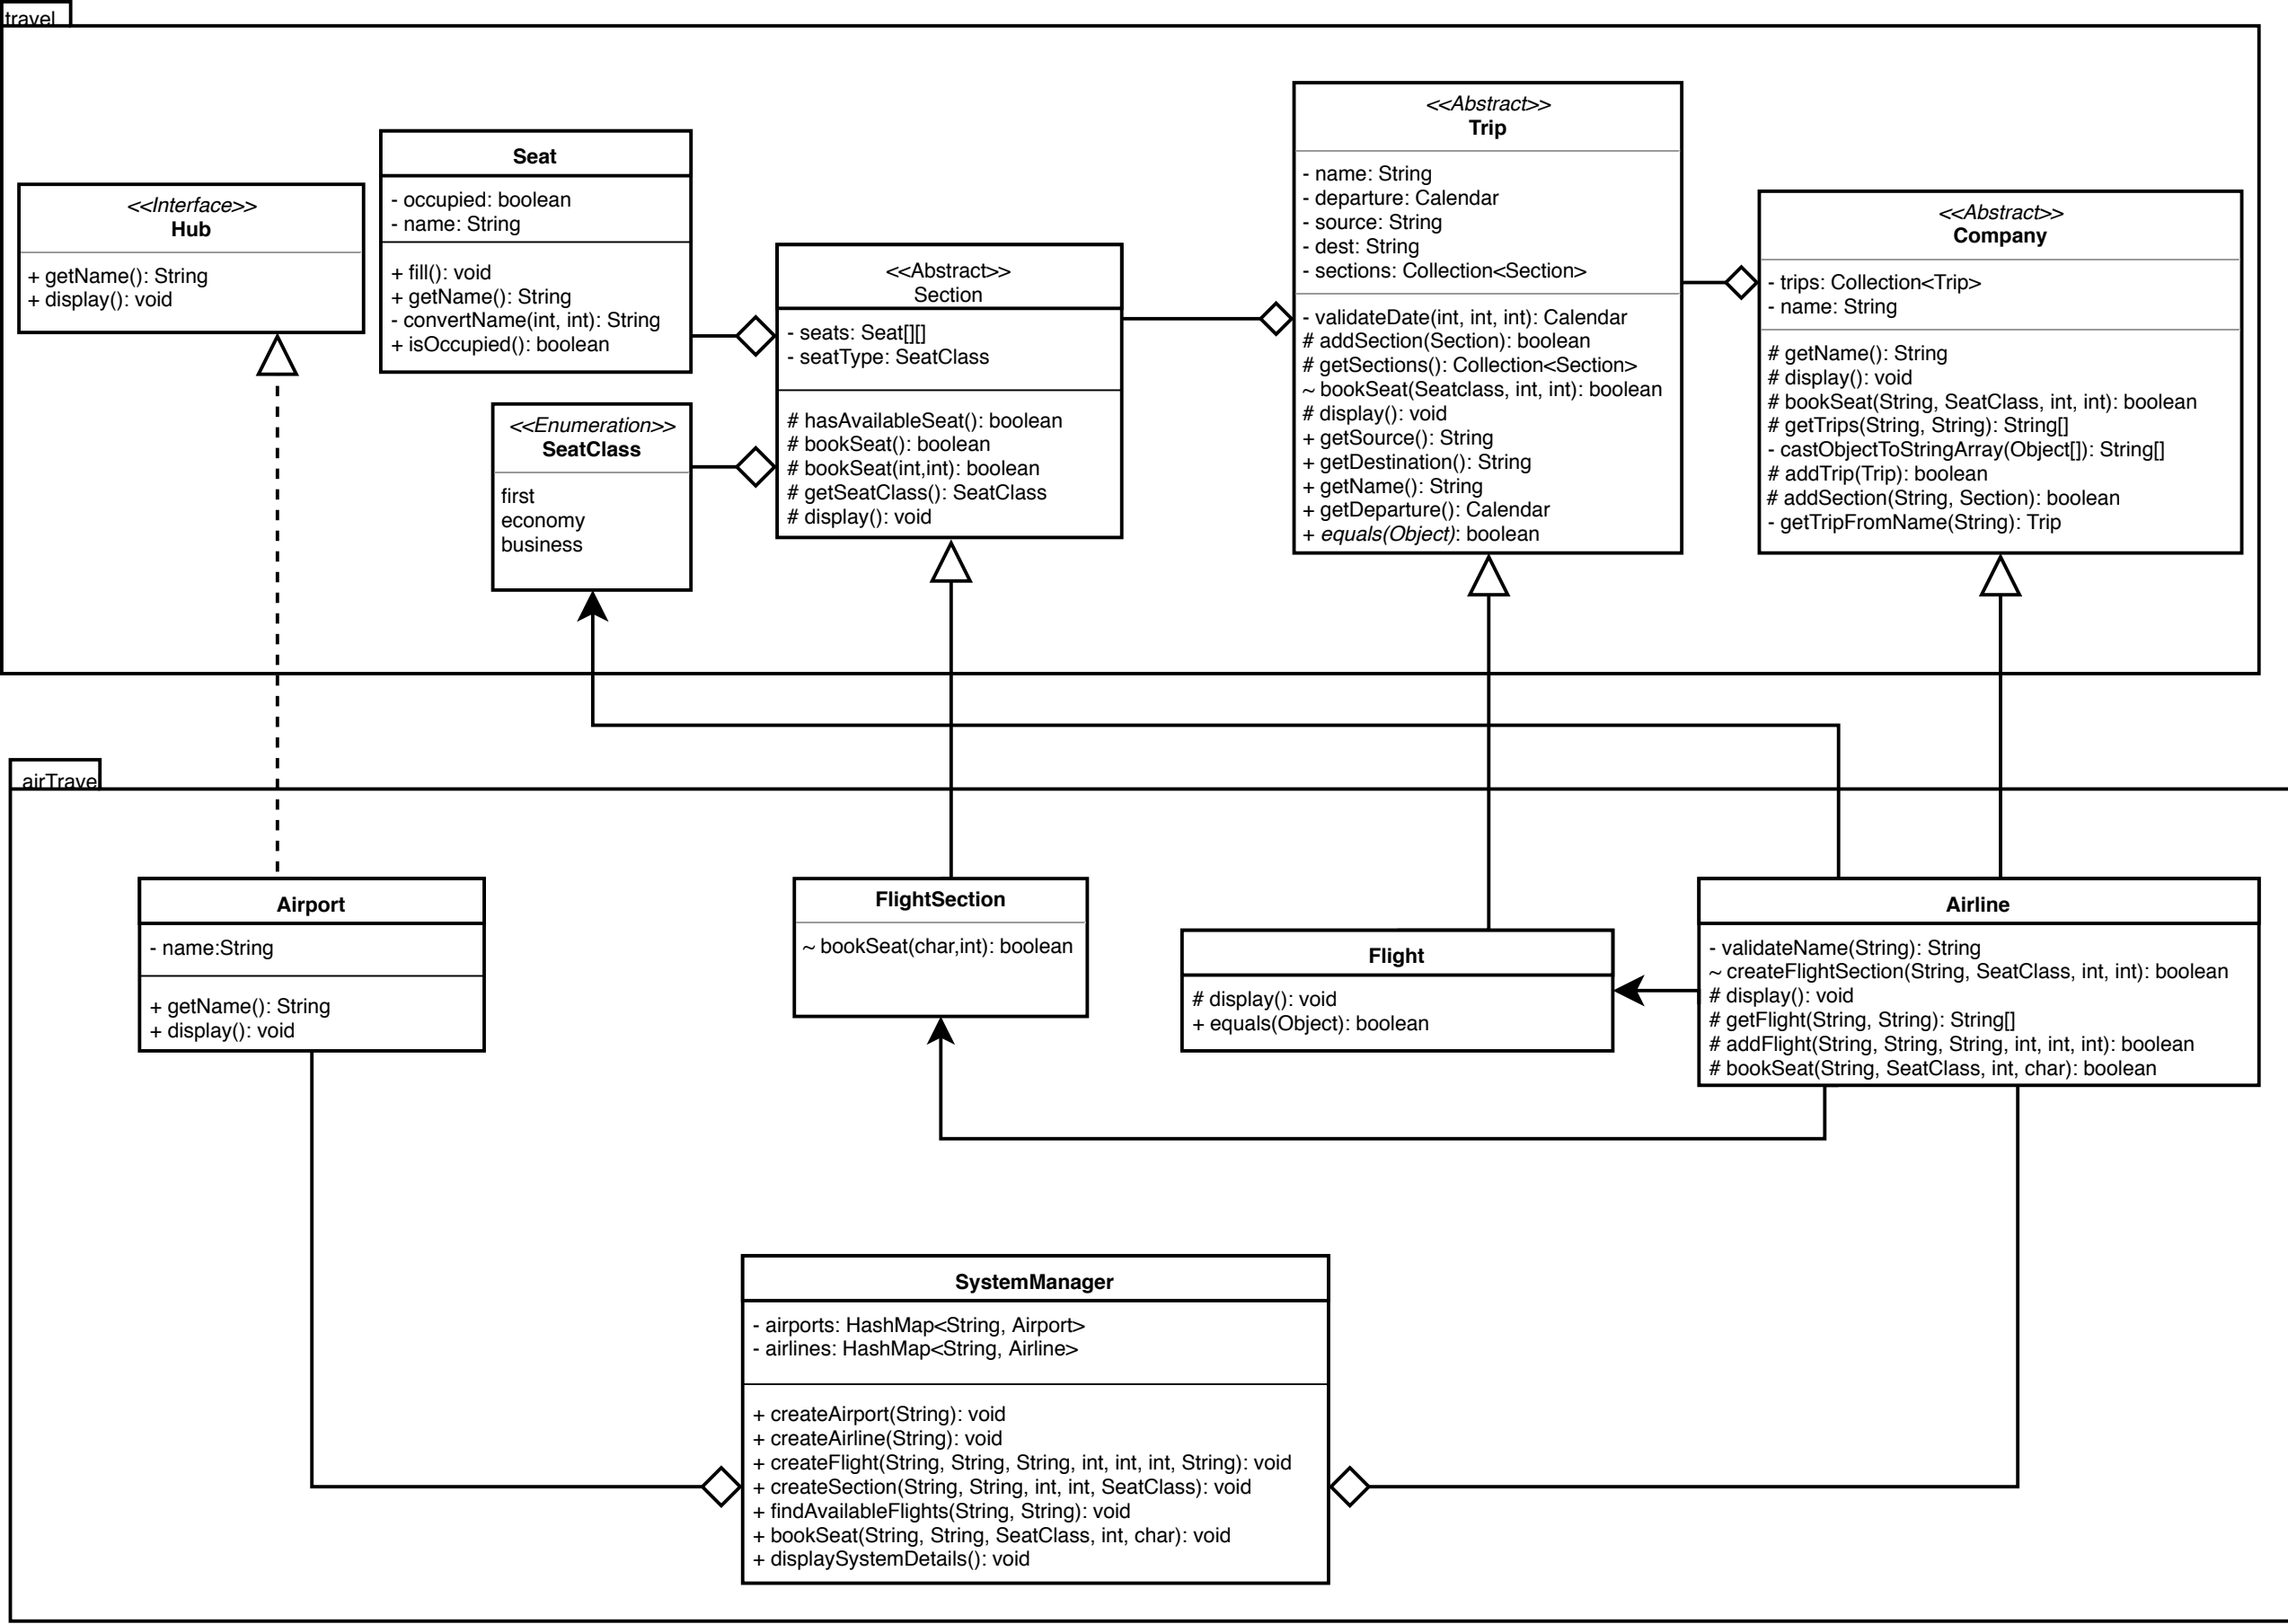 travel
<<Interface>>
Hub
+ getName(): String
+ display(): void
Seat
- occupied: boolean
- name: String
+ fill(): void
+ getName(): String
- convertName(int, int): String
+ isOccupied(): boolean
<<Enumeration>>
SeatClass
first
economy
business
<<Abstract>>
Section
- seats: Seat[][]
- seatType: SeatClass
# hasAvailableSeat(): boolean
# bookSeat(): boolean
# bookSeat(int,int): boolean
# getSeatClass(): SeatClass
# display(): void
<<Abstract>>
Trip
- name: String
- departure: Calendar
- source: String
- dest: String
- sections: Collection<Section>
- validateDate(int, int, int): Calendar
# addSection(Section): boolean
# getSections(): Collection<Section>
~ bookSeat(Seatclass, int, int): boolean
# display(): void
+ getSource(): String
+ getDestination(): String
+ getName(): String
+ getDeparture(): Calendar
+ equals(Object): boolean
<<Abstract>>
Company
- trips: Collection<Trip>
- name: String
# getName(): String
# display(): void
# bookSeat(String, SeatClass, int, int): boolean
# getTrips(String, String): String[]
- castObjectToStringArray(Object[]): String[]
# addTrip(Trip): boolean
# addSection(String, Section): boolean
- getTripFromName(String): Trip
airTravel
Airport
- name:String
+ getName(): String
+ display(): void
FlightSection
~ bookSeat(char,int): boolean
Flight
# display(): void
+ equals(Object): boolean
Airline
- validateName(String): String
~ createFlightSection(String, SeatClass, int, int): boolean
# display(): void
# getFlight(String, String): String[]
# addFlight(String, String, String, int, int, int): boolean
# bookSeat(String, SeatClass, int, char): boolean
SystemManager
- airports: HashMap<String, Airport>
- airlines: HashMap<String, Airline>
+ createAirport(String): void
+ createAirline(String): void
+ createFlight(String, String, String, int, int, int, String): void
+ createSection(String, String, int, int, SeatClass): void
+ findAvailableFlights(String, String): void
+ bookSeat(String, String, SeatClass, int, char): void
+ displaySystemDetails(): void